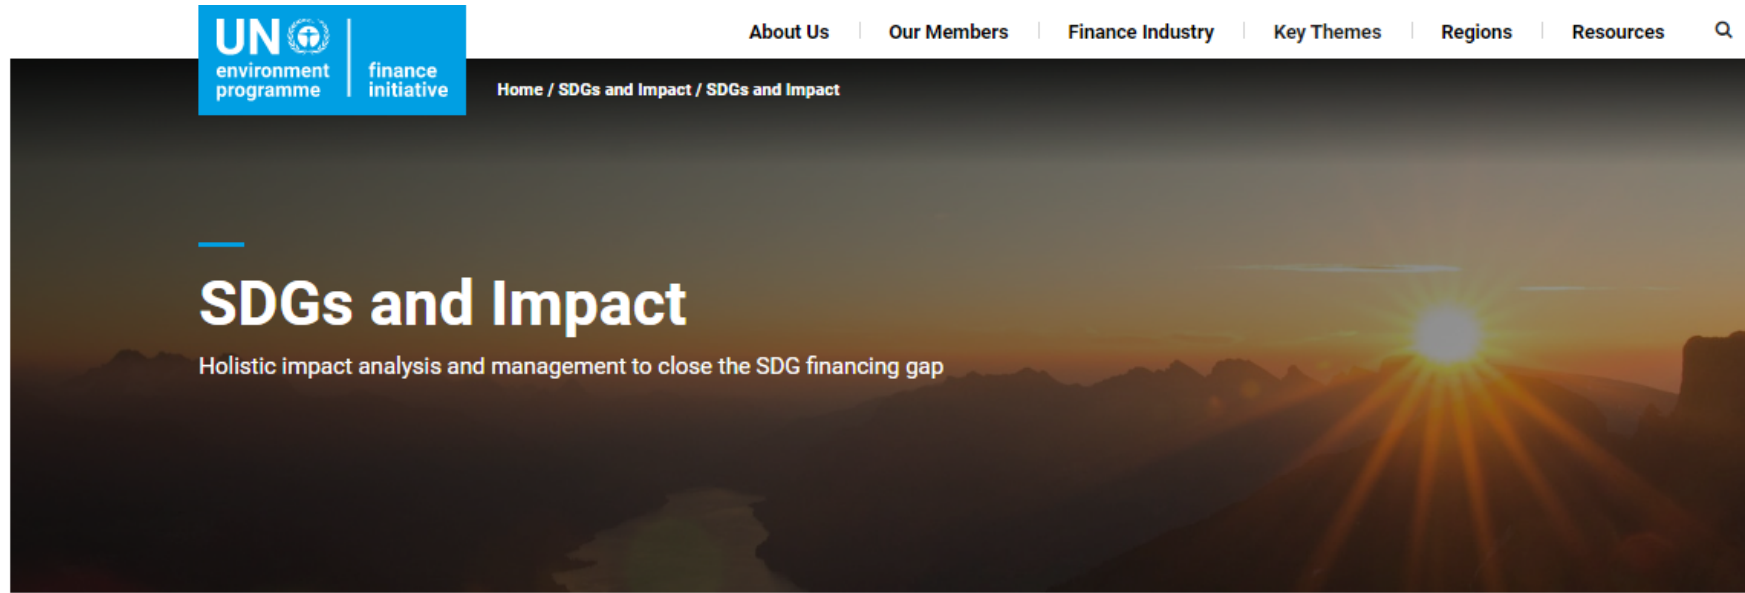 UN
environment
programme
finance
initiative
About Us
Our Members
Finance Industry
Key Themes
Regions
Resources
Home / SDGs and Impact / SDGs and Impact
SDGs and Impact
Holistic impact analysis and management to close the SDG financing gap